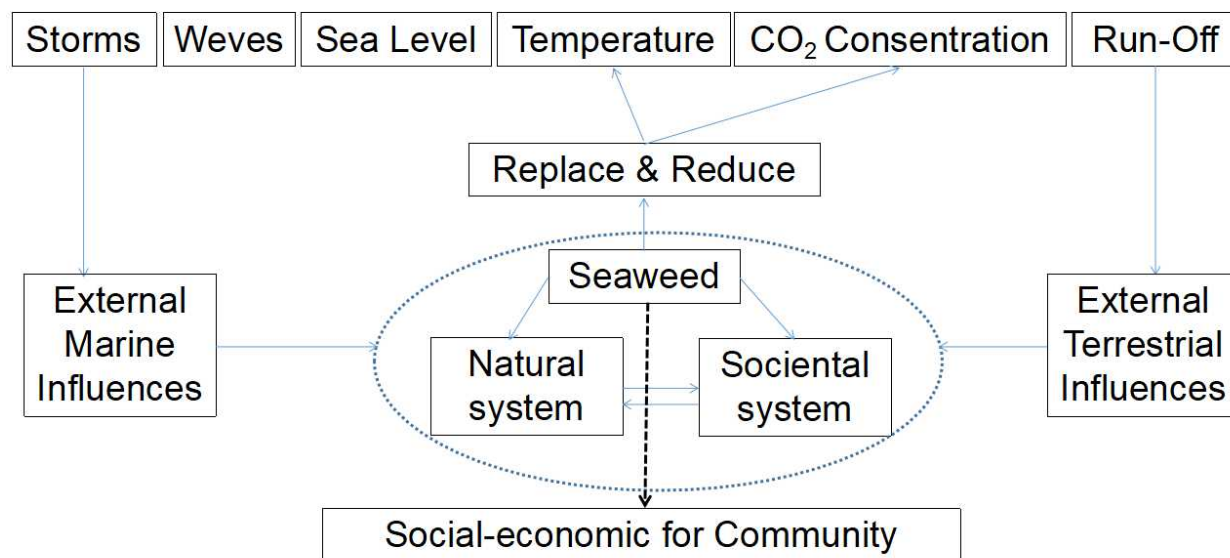 Storms
Weves
Sea Level
Temperature
CO₂ Consentration
Run-Off
Replace & Reduce
Seaweed
External
Marine
Influences
Natural
system
Sociental
system
External
Terrestrial
Influences
Social-economic for Community